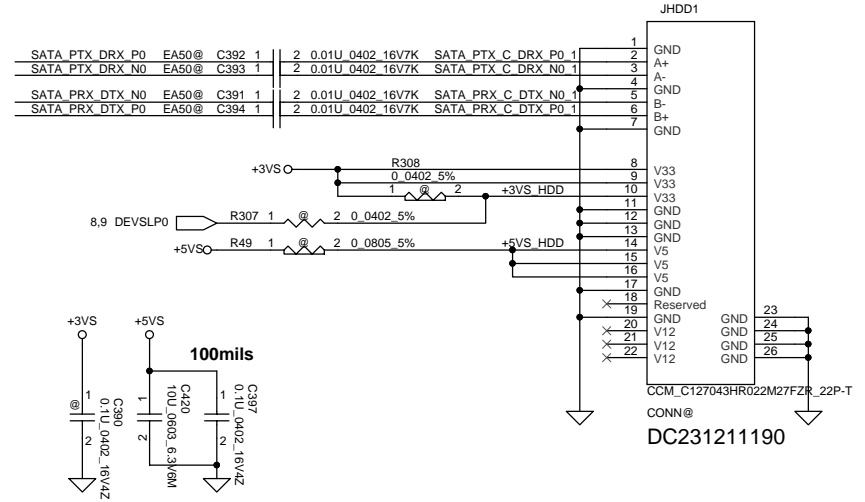 JHDD1
1 GND
SATA_PTX_DRX_P0 EA50@ C392 1 2 0.01U_0402_16V7K SATA_PTX_C_DRX_P0_1 2 A+
SATA_PTX_DRX_N0 EA50@ C393 1 2 0.01U_0402_16V7K SATA_PTX_C_DRX_N0_1 3 A-
4 GND
SATA_PRX_DTX_N0 EA50@ C391 1 2 0.01U_0402_16V7K SATA_PRX_C_DTX_N0_1 5 B-
SATA_PRX_DTX_P0 EA50@ C394 1 2 0.01U_0402_16V7K SATA_PRX_C_DTX_P0_1 6 B+
7 GND
+3VS R308 8 V33
0_0402_5% 9 V33
1 @ 2 +3VS_HDD 10 V33
11 GND
8,9 DEVSLP0 R307 1 @ 2 0_0402_5% 12 GND
13 GND
+5VS R49 1 @ 2 0_0805_5% +5VS_HDD 14 V5
15 V5
16 V5
17 GND
18 Reserved
19 GND GND 23
20 V12 GND 24
21 V12 GND 25
22 V12 GND 26
+3VS +5VS
100mils
1 @ 2 C390
0.1U_0402_16V4Z
1 2 C420
10U_0603_6.3V6M
1 2 C397
0.1U_0402_16V4Z
CCM_C127043HR022M27FZR_22P-T
CONN@
DC231211190